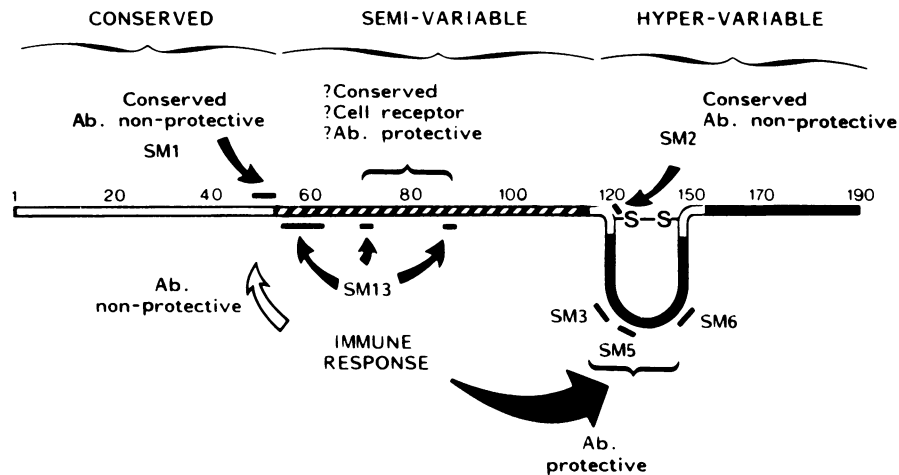 CONSERVED
SEMI-VARIABLE
HYPER-VARIABLE
Conserved
Ab. non-protective
SM1
?Conserved
?Cell receptor
?Ab. protective
Conserved
Ab. non-protective
SM2
1 20 40 60 80 100 120 150 170 190
S-S
SM13
Ab.
non-protective
IMMUNE
RESPONSE
SM3
SM5
SM6
Ab.
protective